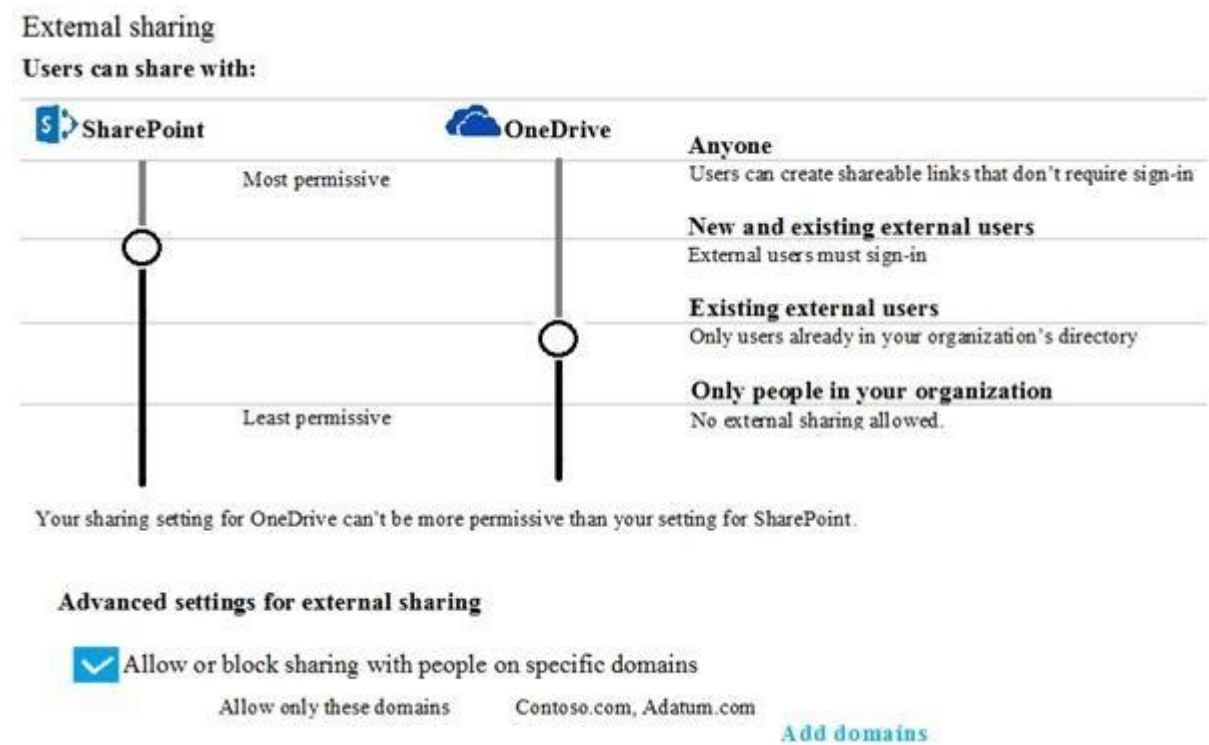 External sharing
Users can share with:
SharePoint
OneDrive
Anyone
Most permissive
Users can create shareable links that don't require sign-in
New and existing external users
External users must sign-in
Existing external users
Only users already in your organization's directory
Only people in your organization
Least permissive
No external sharing allowed.
Your sharing setting for OneDrive can't be more permissive than your setting for SharePoint.
Advanced settings for external sharing
Allow or block sharing with people on specific domains
Allow only these domains Contoso.com, Adatum.com
Add domains